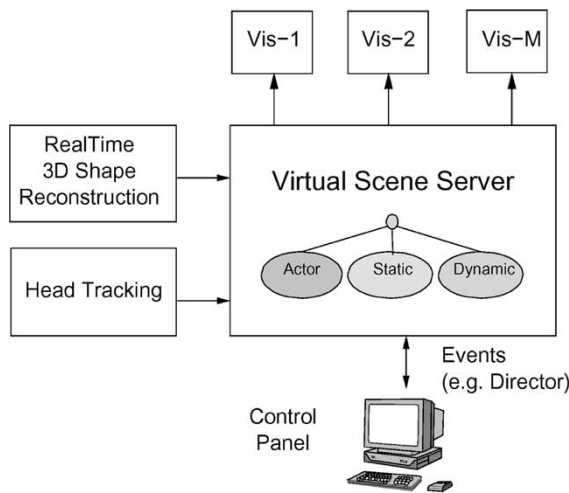 Vis-1
Vis-2
Vis-M
RealTime
3D Shape
Reconstruction
Virtual Scene Server
Actor
Static
Dynamic
Head Tracking
Events
(e.g. Director)
Control
Panel